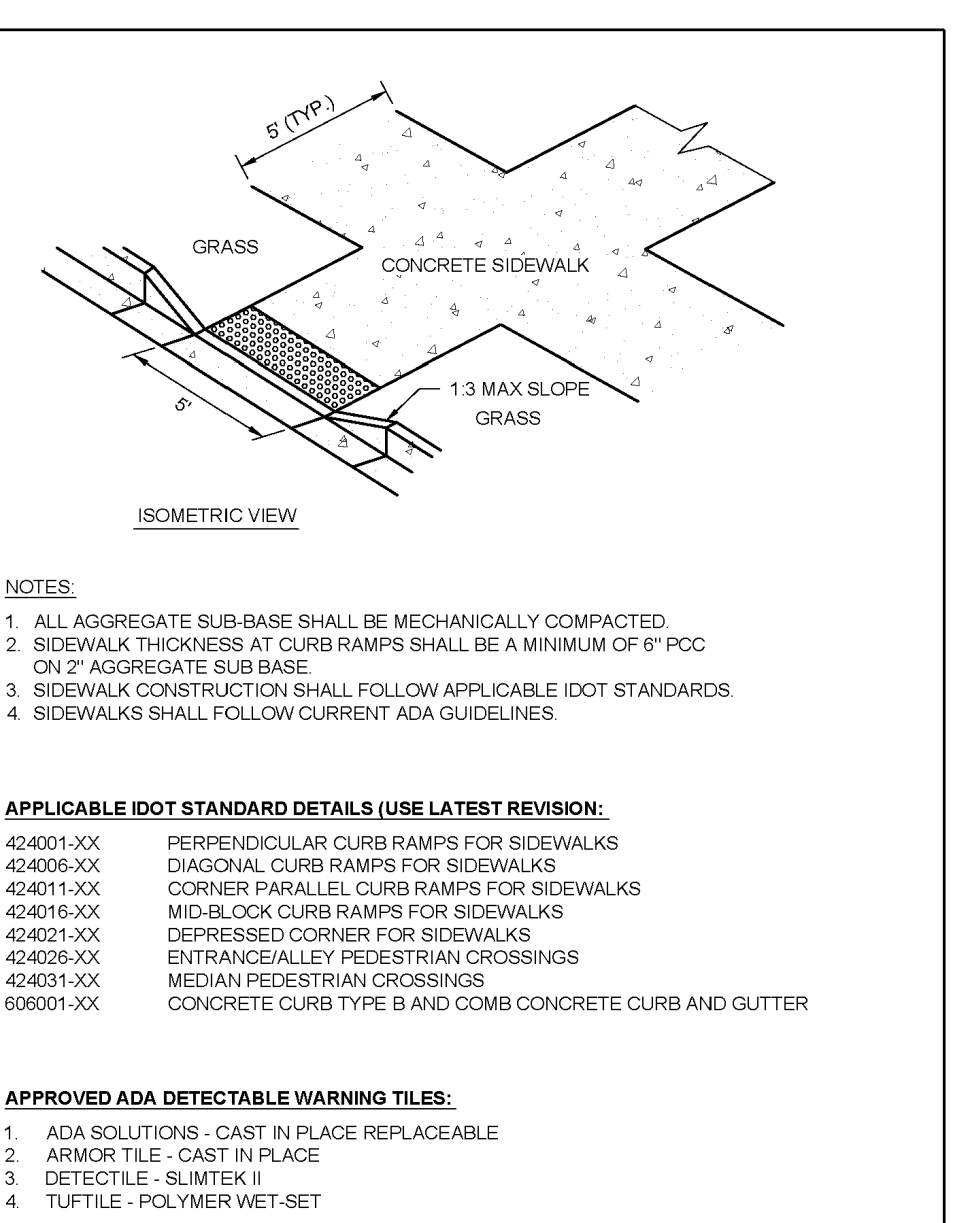 5' (TYP.)
GRASS
CONCRETE SIDEWALK
1:3 MAX SLOPE
GRASS
5'
ISOMETRIC VIEW
NOTES:
1. ALL AGGREGATE SUB-BASE SHALL BE MECHANICALLY COMPACTED.
2. SIDEWALK THICKNESS AT CURB RAMPS SHALL BE A MINIMUM OF 6" PCC
ON 2" AGGREGATE SUB BASE.
3. SIDEWALK CONSTRUCTION SHALL FOLLOW APPLICABLE IDOT STANDARDS.
4. SIDEWALKS SHALL FOLLOW CURRENT ADA GUIDELINES.
APPLICABLE IDOT STANDARD DETAILS (USE LATEST REVISION:
424001-XX PERPENDICULAR CURB RAMPS FOR SIDEWALKS
424006-XX DIAGONAL CURB RAMPS FOR SIDEWALKS
424011-XX CORNER PARALLEL CURB RAMPS FOR SIDEWALKS
424016-XX MID-BLOCK CURB RAMPS FOR SIDEWALKS
424021-XX DEPRESSED CORNER FOR SIDEWALKS
424026-XX ENTRANCE/ALLEY PEDESTRIAN CROSSINGS
424031-XX MEDIAN PEDESTRIAN CROSSINGS
606001-XX CONCRETE CURB TYPE B AND COMB CONCRETE CURB AND GUTTER
APPROVED ADA DETECTABLE WARNING TILES:
1. ADA SOLUTIONS - CAST IN PLACE REPLACEABLE
2. ARMOR TILE - CAST IN PLACE
3. DETECTILE - SLIMTEK II
4. TUFTILE - POLYMER WET-SET